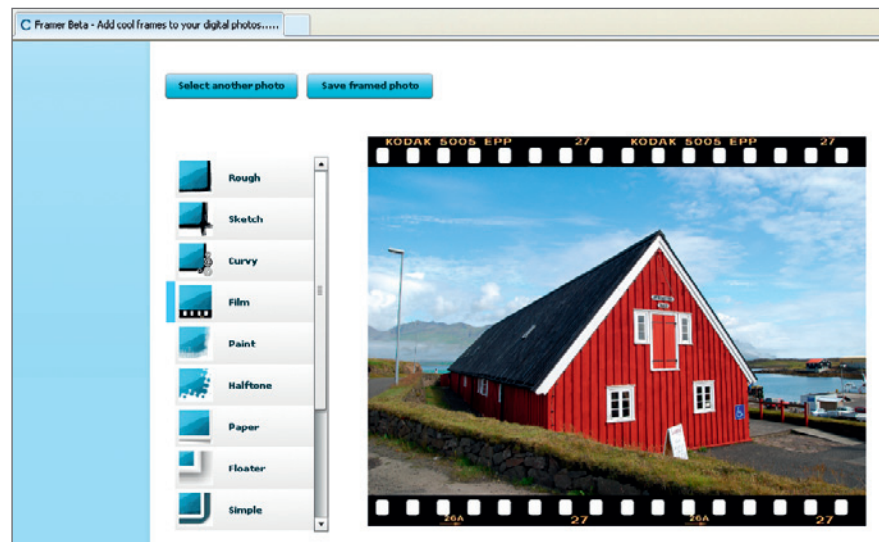 C Framer Beta - Add cool frames to your digital photos.....
Select another photo
Save framed photo
Rough
Sketch
Curvy
Film
Paint
Halftone
Paper
Floater
Simple
KODAK 5005 EPP 27 KODAK 5005 EPP 27
26A 27 26A 27